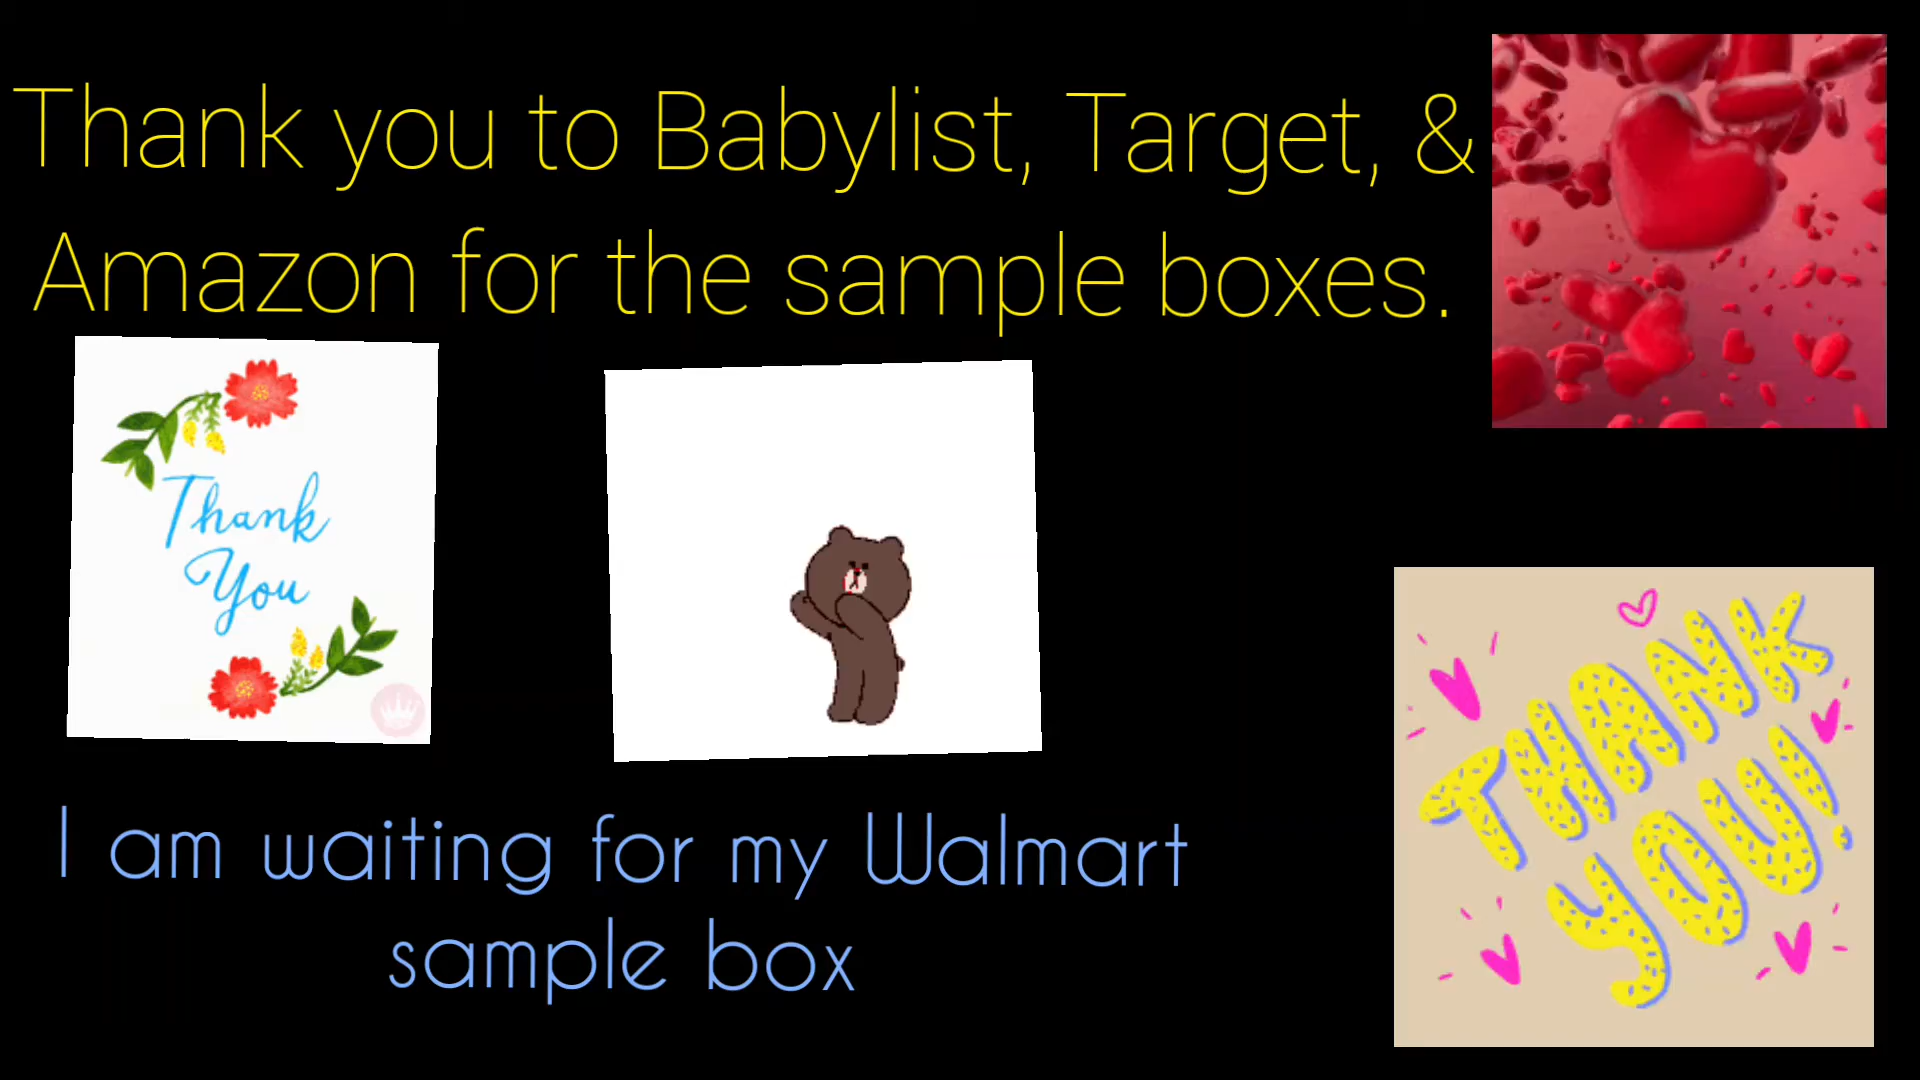 Thank you to Babylist, Target, &
Amazon for the sample boxes.
Thank
You
I am waiting for my Walmart
sample box
THANK
YOU!